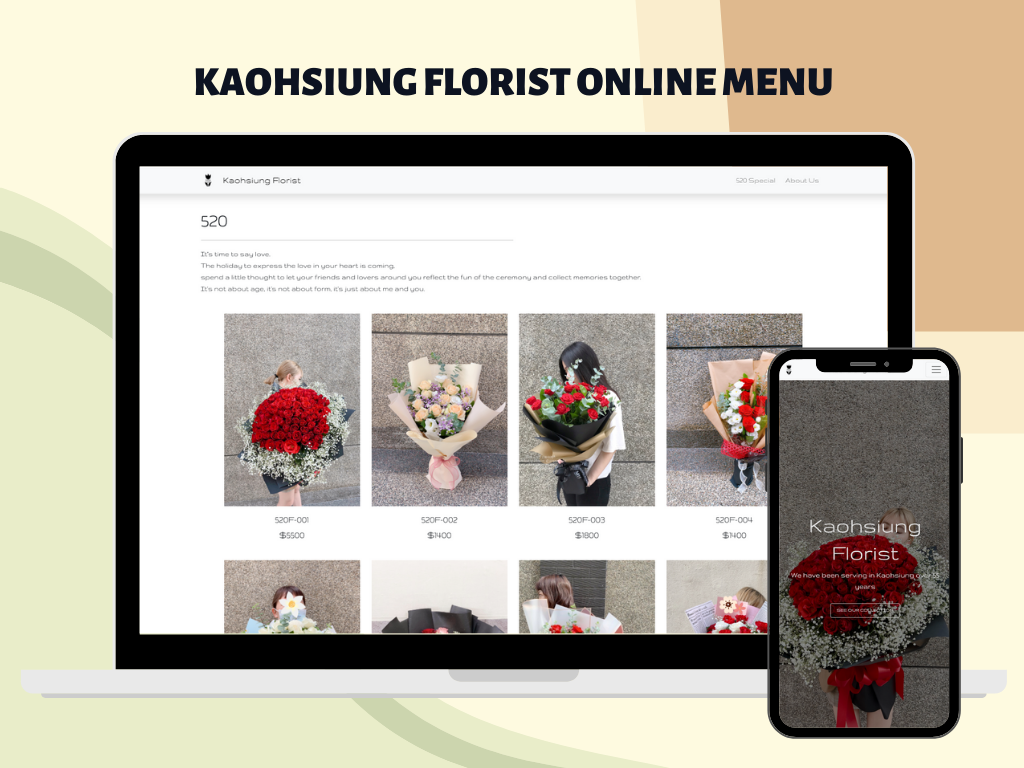 KAOHSIUNG FLORIST ONLINE MENU
Kaohsiung Florist
520 Special About Us
520
It's time to say love.
The holiday to express the love in your heart is coming,
spend a little thought to let your friends and lovers around you reflect the fun of the ceremony and collect memories together.
It's not about age, it's not about form, it's just about me and you.
520F-001
$5500
520F-002
$1400
520F-003
$1800
520F-004
$1400
Kaohsiung
Florist
We have been serving in Kaohsiung over 35
years
SEE OUR